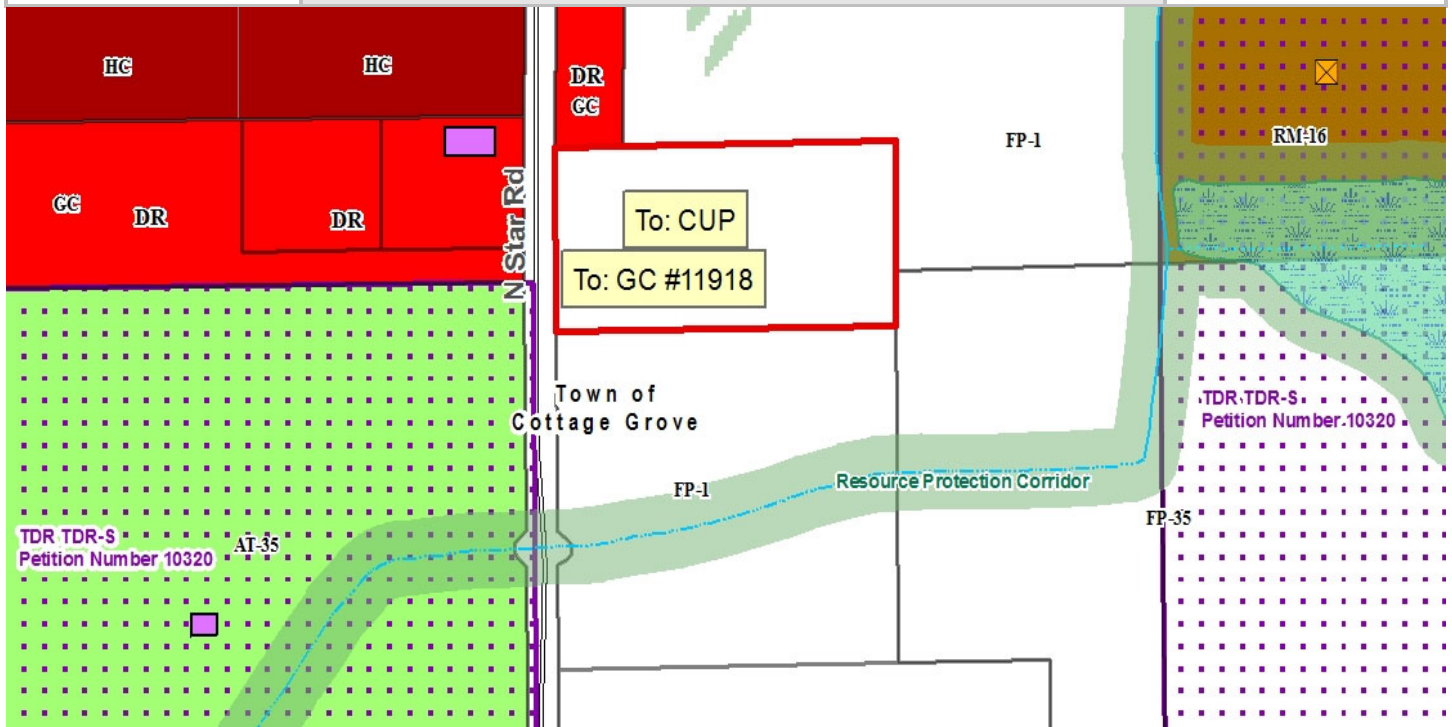 HC
HC
DR
GC
FP-1
RM-16
N Star Rd
To: CUP
To: GC #11918
GC
DR
DR
Town of
Cottage Grove
TDR TDR-S
Petition Number 10320
Resource Protection Corridor
FP-1
FP-35
TDR TDR-S
Petition Number 10320
AT-35